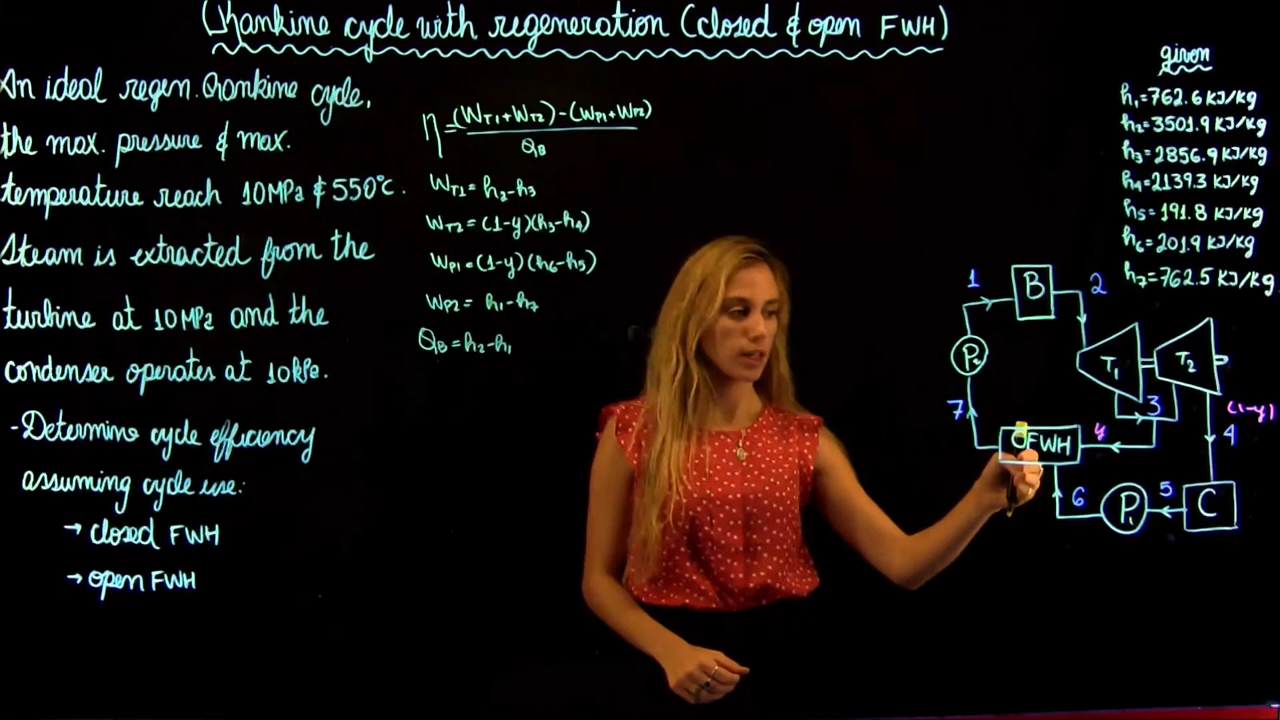 Rankine cycle with regeneration (closed & open FWH)
An ideal regen. Rankine cycle,
the max. pressure & max.
temperature reach 10MPa & 550°C.
Steam is extracted from the
turbine at 10MPa and the
condenser operates at 10kPa.
-Determine cycle efficiency
assuming cycle use:
→ closed FWH
→ open FWH
η = (WT1+WT2)-(WP1+WP2)
QB
WT1 = h2-h3
WT2 = (1-y)(h3-h4)
WP1 = (1-y)(h6-h5)
WP2 = h1-h7
QB = h2-h1
given
h1=762.6 KJ/kg
h2=3501.9 KJ/kg
h3=2856.9 KJ/kg
h4=2139.3 KJ/kg
h5=191.8 KJ/kg
h6=201.9 KJ/kg
h7=762.5 KJ/kg
1
B
2
P2
T1
T2
7
3
(1-y)
OFWH
y
4
6
P1
5
C